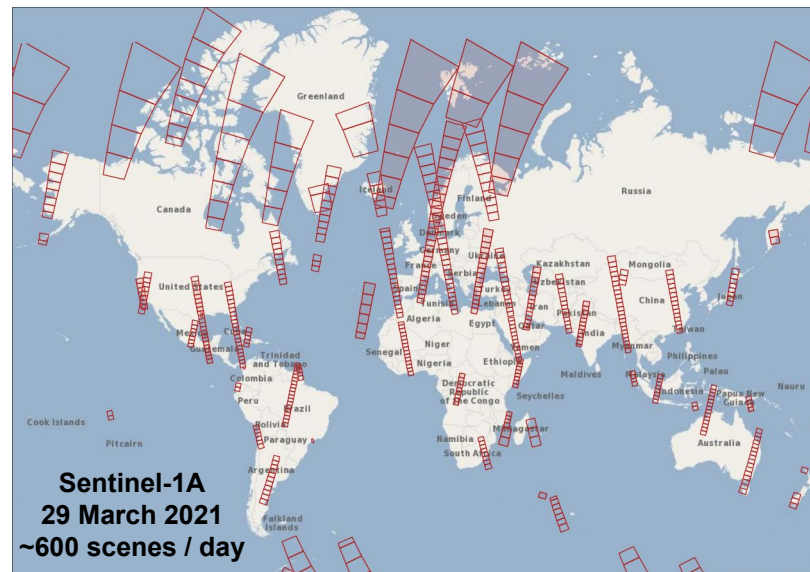 Greenland
Iceland
Finland
Russia
Canada
Sweden
Denmark
Germany
Ukraine
France
Serbia
Kazakhstan
Mongolia
Uzbekistan
United States
Spain
Turkey
Tunisia
Lebanon
Iran
China
Japan
Algeria
Pakistan
Mexico
Cuba
Egypt
Qatar
India
Taiwan
Guatemala
Senegal
Niger
Yemen
Myanmar
Philippines
Trinidad
and Tobago
Nigeria
Ethiopia
Maldives
Malaysia
Palau
Colombia
Democratic
Republic
of the Congo
Seychelles
Indonesia
Papua New
Guinea
Nauru
Peru
Brazil
Cook Islands
Bolivia
Madagascar
Pitcairn
Paraguay
Namibia
Australia
South Africa
Argentina
Sentinel-1A
29 March 2021
~600 scenes / day
Falkland
Islands